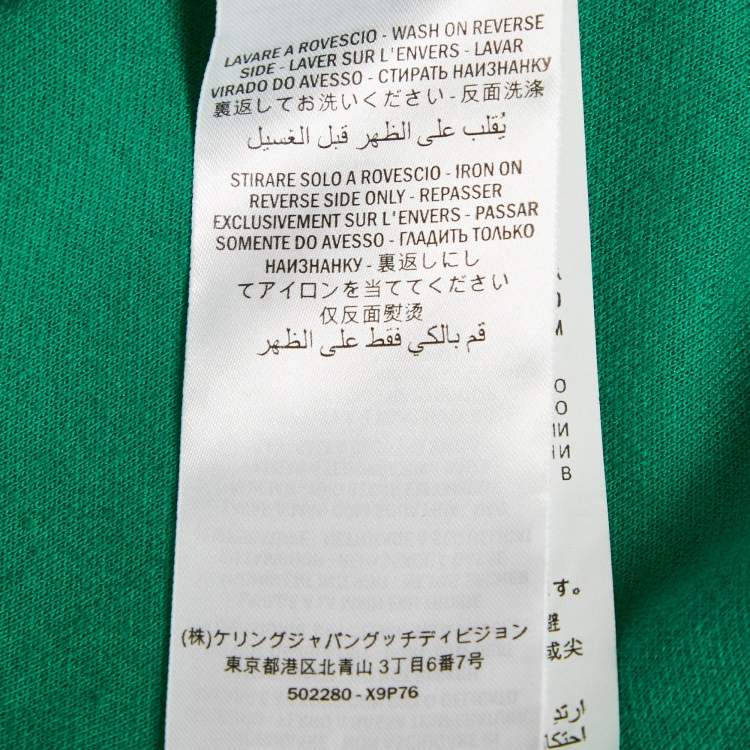 LAVARE A ROVESCIO - WASH ON REVERSE
SIDE - LAVER SUR L'ENVERS - LAVAR
VIRADO DO AVESSO - СТИРАТЬ НАИЗНАНКУ
裏返してお洗いください - 反面洗涤
يُقلب على الظهر قبل الغسيل
STIRARE SOLO A ROVESCIO - IRON ON
REVERSE SIDE ONLY - REPASSER
EXCLUSIVEMENT SUR L'ENVERS - PASSAR
SOMENTE DO AVESSO - ГЛАДИТЬ ТОЛЬКО
НАИЗНАНКУ - 裏返しにし
てアイロンを当ててください
仅反面熨烫
قم بالكي فقط على الظهر
(株)ケリングジャパングッチディビジョン
東京都港区北青山 3丁目6番7号
502280 - X9P76
O
M
O
O
ИИ
И
В
す。
避
或尖